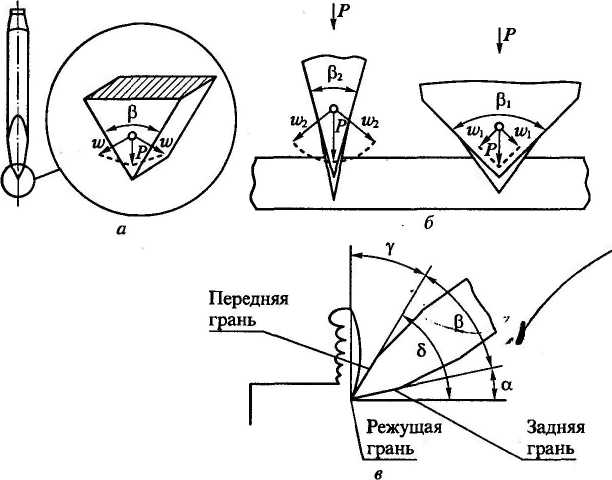 P
P
β
w
w
P
β₂
w₂
w₂
P
β₁
w₁
w₁
P
а
б
γ
Передняя
грань
β
δ
α
Режущая
грань
Задняя
грань
в